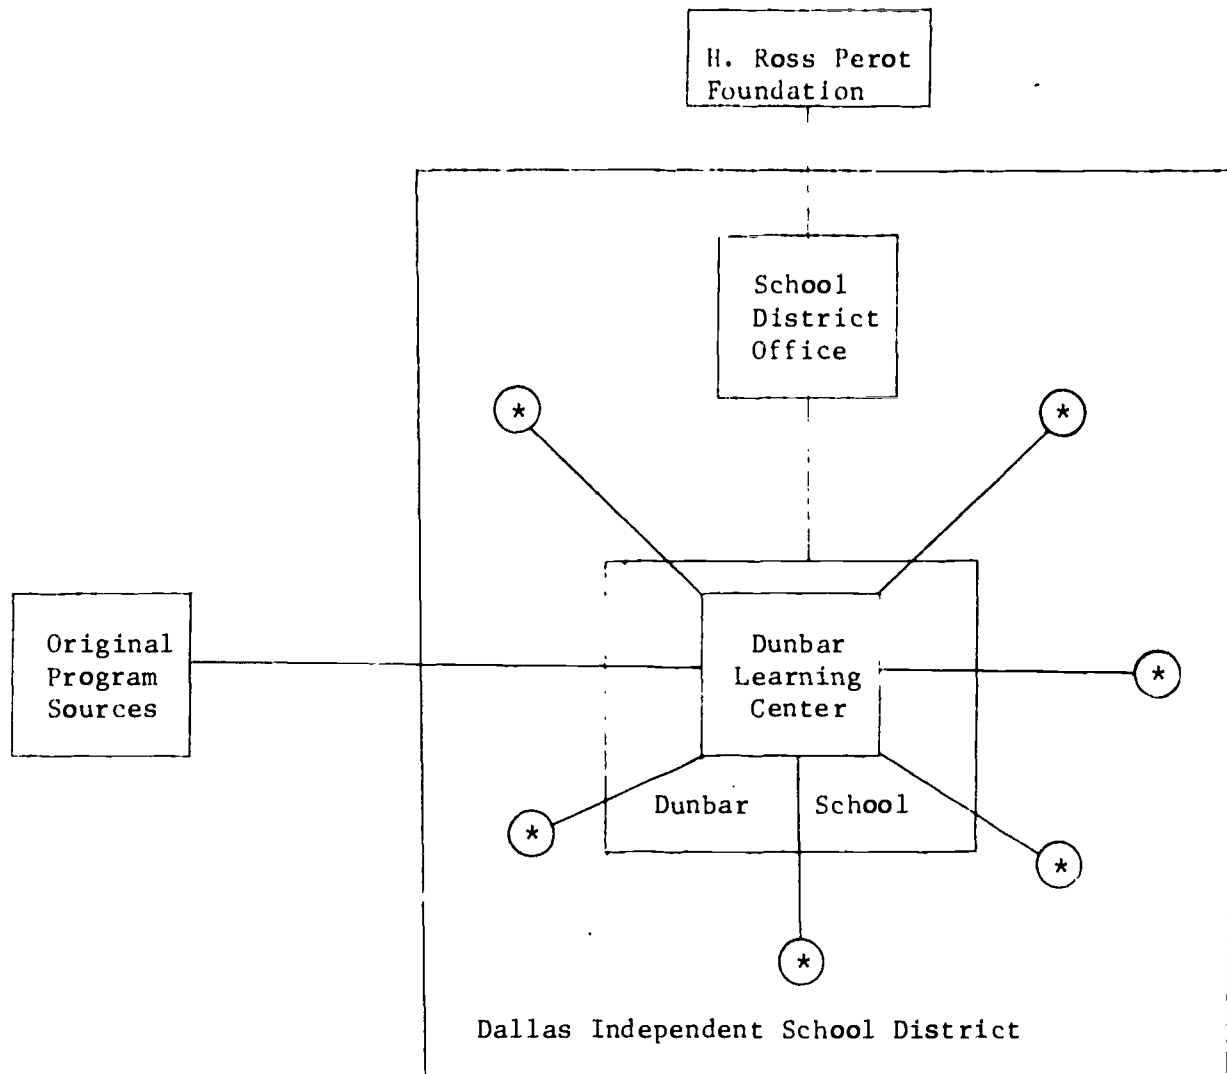 H. Ross Perot
Foundation
School
District
Office
*
*
Original
Program
Sources
Dunbar
Learning
Center
*
Dunbar School
*
*
*
Dallas Independent School District